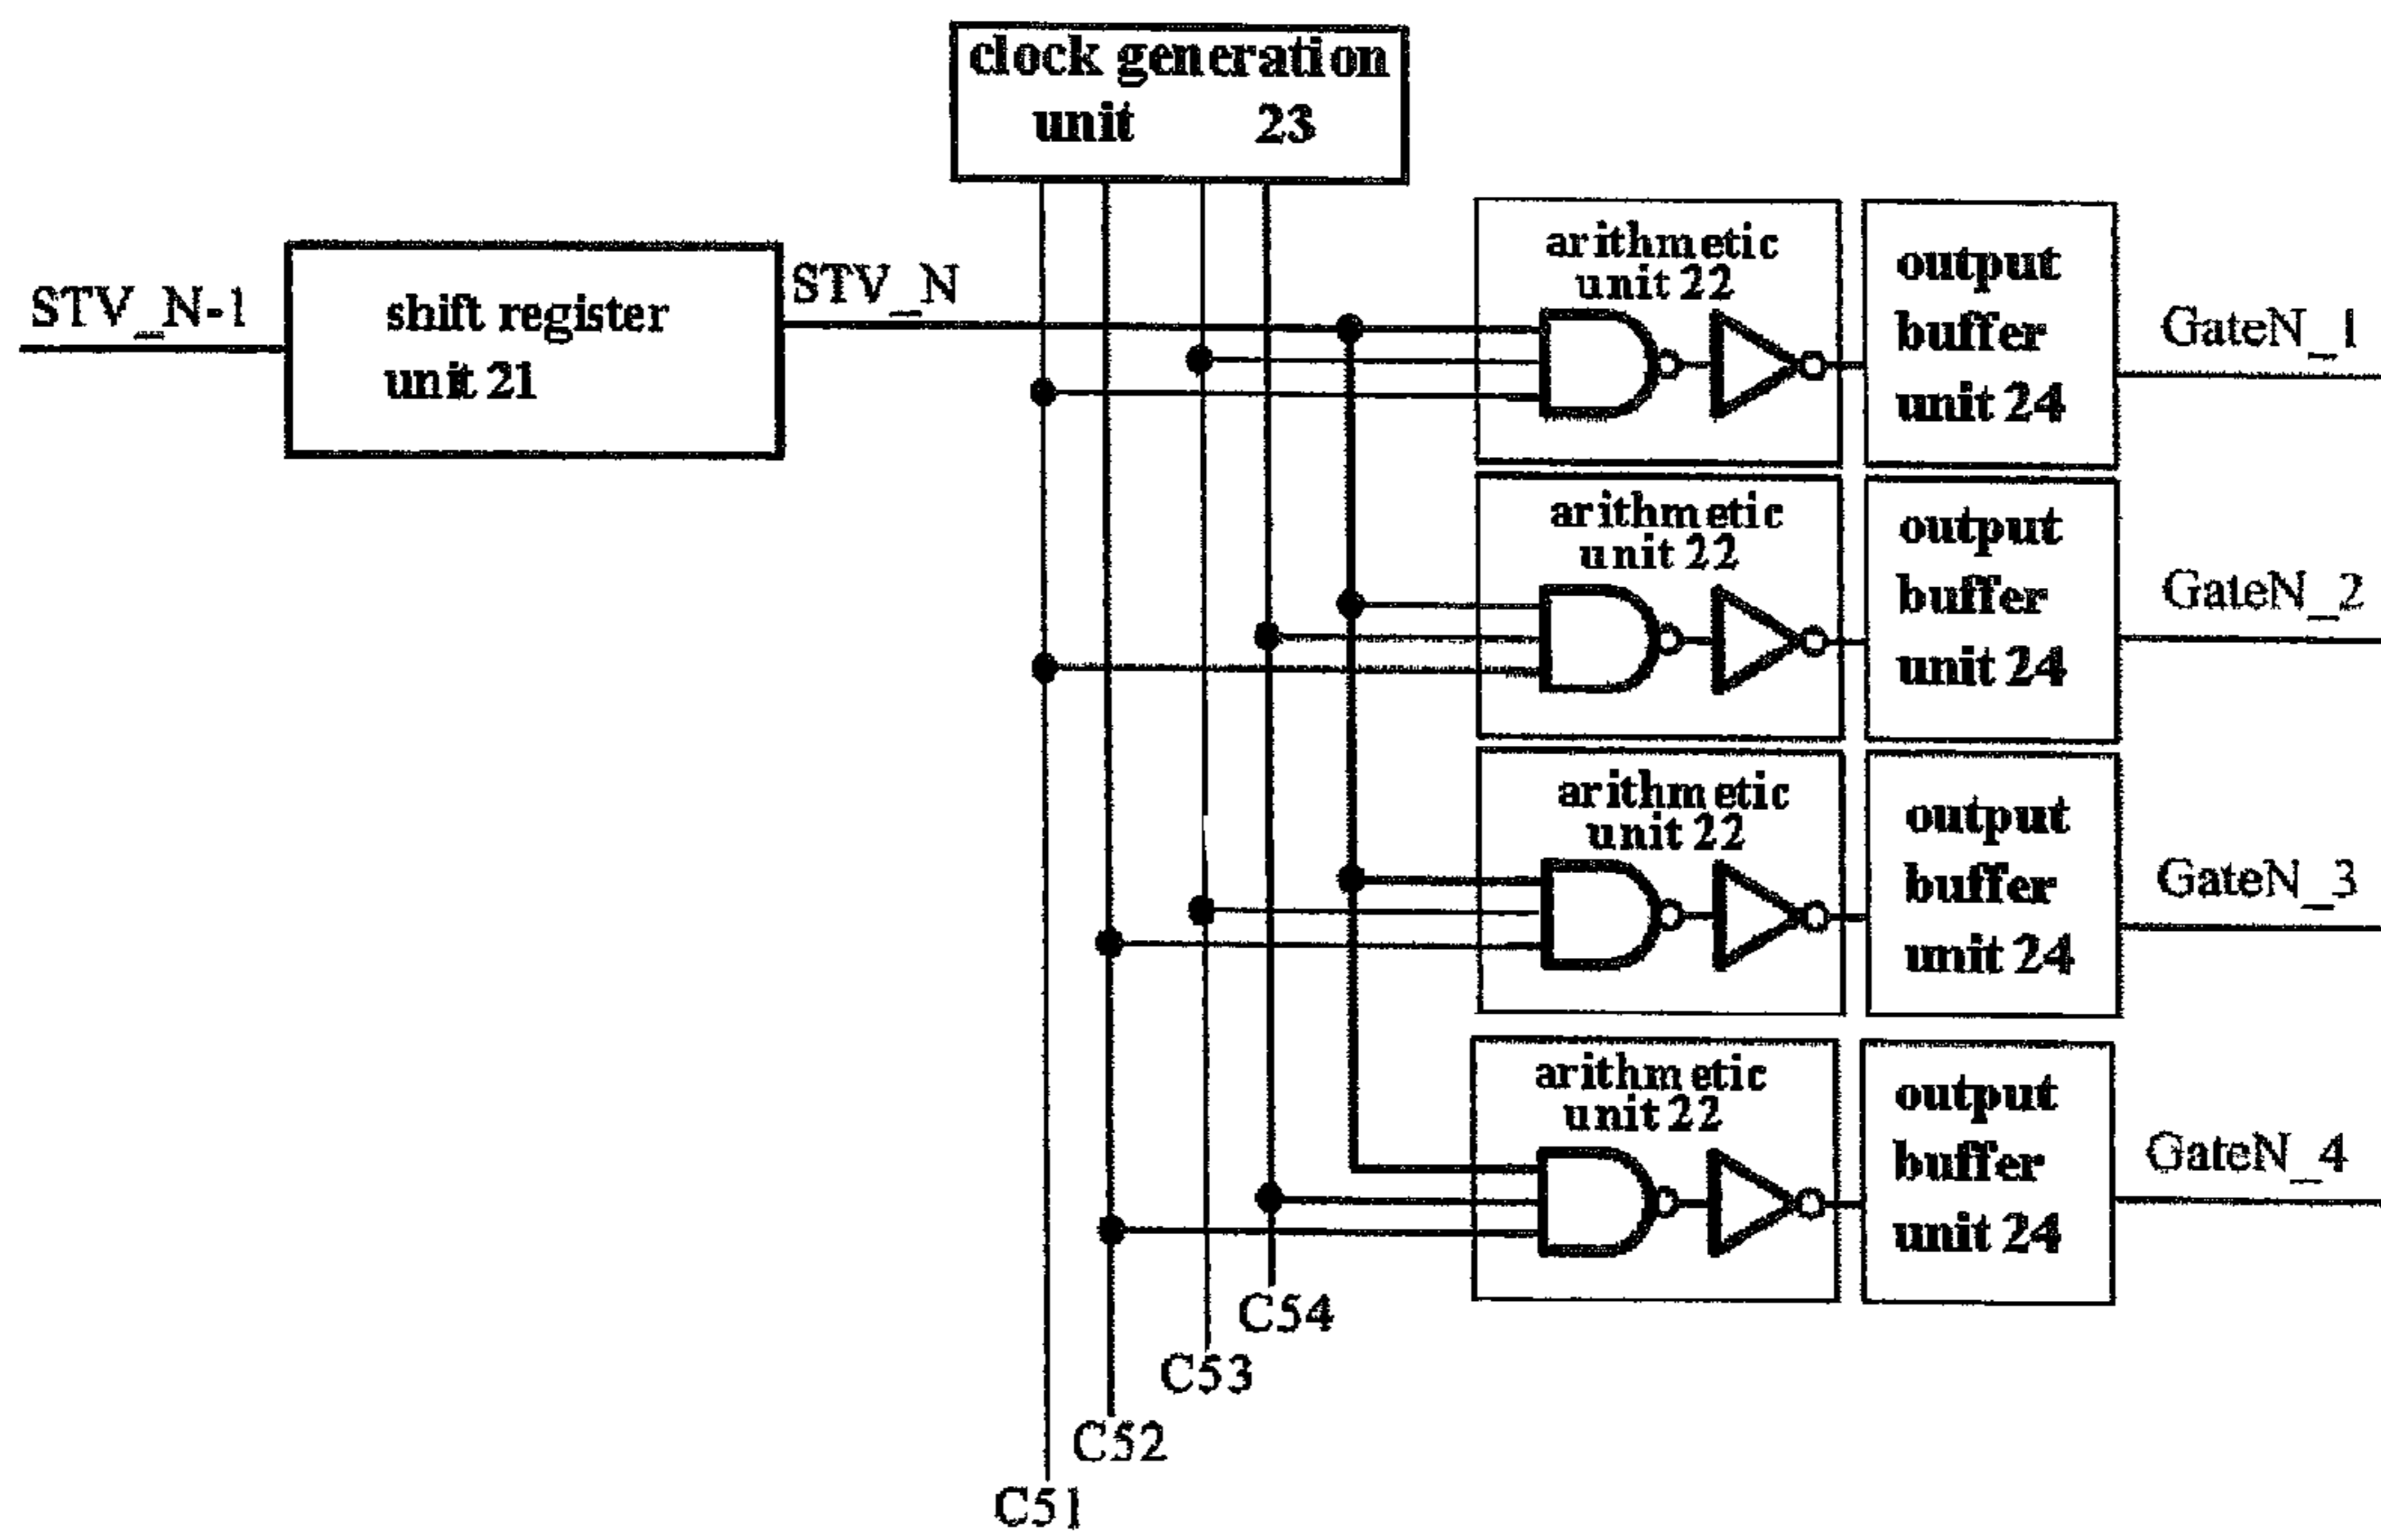 clock generation
unit 23
STV_N-1
shift register
unit 21
STV_N
arithmetic
unit 22
output
buffer
unit 24
GateN_1
arithmetic
unit 22
output
buffer
unit 24
GateN_2
arithmetic
unit 22
output
buffer
unit 24
GateN_3
arithmetic
unit 22
output
buffer
unit 24
GateN_4
C54
C53
C52
C51